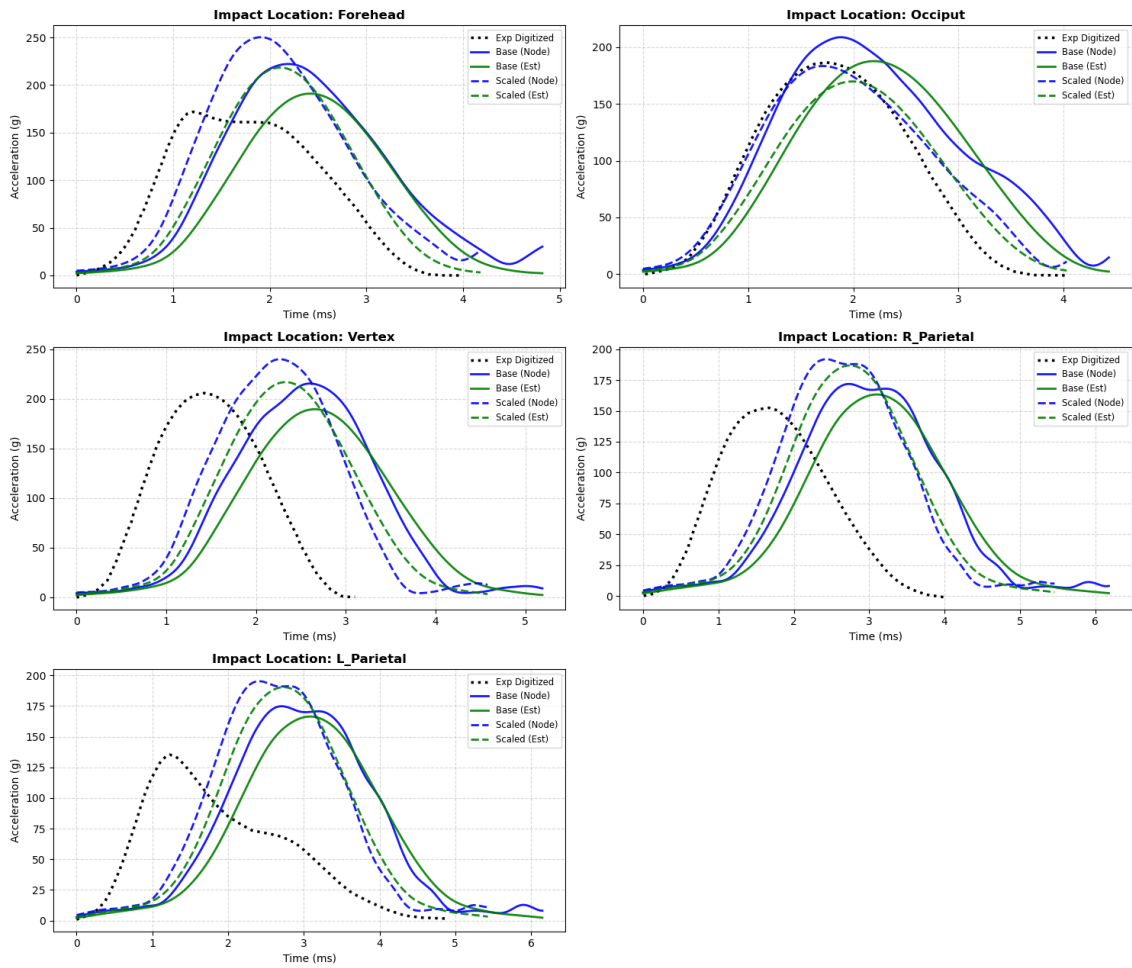 Impact Location: Forehead
Acceleration (g)
250
200
150
100
50
0
0 1 2 3 4 5
Time (ms)
Exp Digitized
Base (Node)
Base (Est)
Scaled (Node)
Scaled (Est)
Impact Location: Occiput
Acceleration (g)
200
150
100
50
0
0 1 2 3 4
Time (ms)
Exp Digitized
Base (Node)
Base (Est)
Scaled (Node)
Scaled (Est)
Impact Location: Vertex
Acceleration (g)
250
200
150
100
50
0
0 1 2 3 4 5
Time (ms)
Exp Digitized
Base (Node)
Base (Est)
Scaled (Node)
Scaled (Est)
Impact Location: R_Parietal
Acceleration (g)
200
175
150
125
100
75
50
25
0
0 1 2 3 4 5 6
Time (ms)
Exp Digitized
Base (Node)
Base (Est)
Scaled (Node)
Scaled (Est)
Impact Location: L_Parietal
Acceleration (g)
200
175
150
125
100
75
50
25
0
0 1 2 3 4 5 6
Time (ms)
Exp Digitized
Base (Node)
Base (Est)
Scaled (Node)
Scaled (Est)